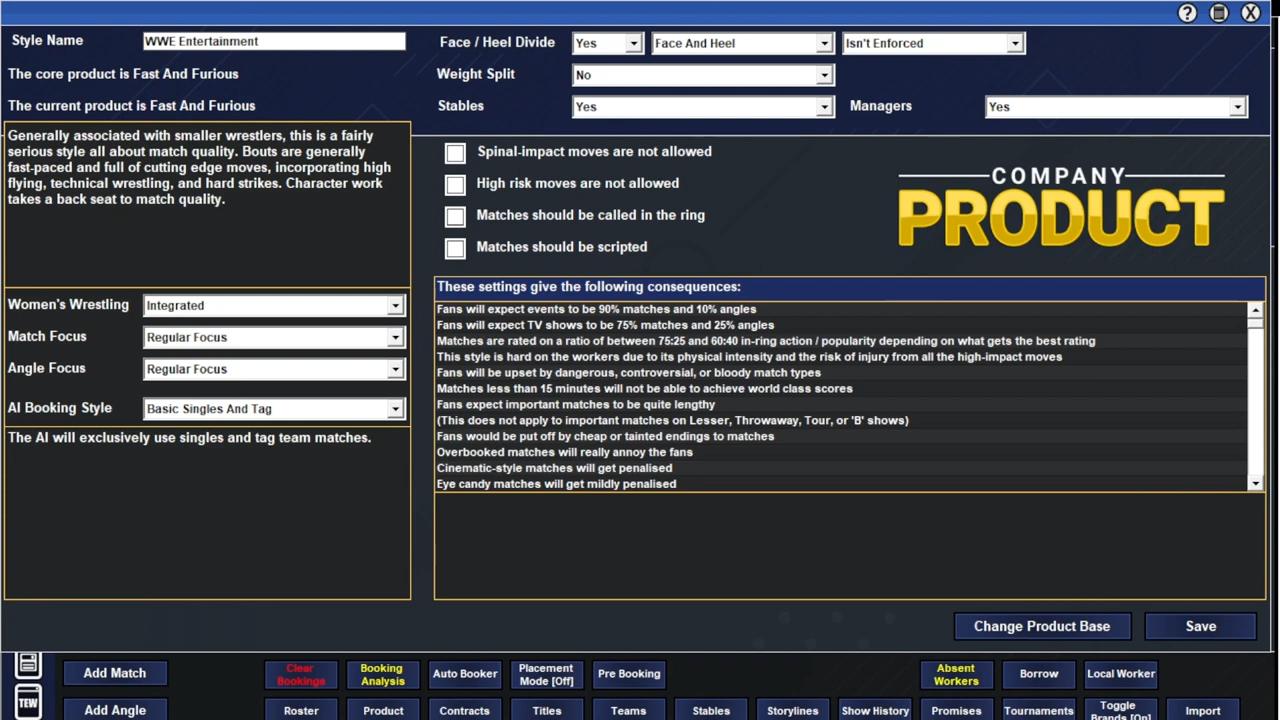 ?
X
Style Name
WWE Entertainment
Face / Heel Divide
Yes
Face And Heel
Isn't Enforced
The core product is Fast And Furious
Weight Split
No
The current product is Fast And Furious
Stables
Yes
Managers
Yes
Generally associated with smaller wrestlers, this is a fairly
serious style all about match quality. Bouts are generally
fast-paced and full of cutting edge moves, incorporating high
flying, technical wrestling, and hard strikes. Character work
takes a back seat to match quality.
Spinal-impact moves are not allowed
High risk moves are not allowed
Matches should be called in the ring
Matches should be scripted
COMPANY
PRODUCT
Women's Wrestling
Integrated
Match Focus
Regular Focus
Angle Focus
Regular Focus
AI Booking Style
Basic Singles And Tag
The AI will exclusively use singles and tag team matches.
These settings give the following consequences:
Fans will expect events to be 90% matches and 10% angles
Fans will expect TV shows to be 75% matches and 25% angles
Matches are rated on a ratio of between 75:25 and 60:40 in-ring action / popularity depending on what gets the best rating
This style is hard on the workers due to its physical intensity and the risk of injury from all the high-impact moves
Fans will be upset by dangerous, controversial, or bloody match types
Matches less than 15 minutes will not be able to achieve world class scores
Fans expect important matches to be quite lengthy
(This does not apply to important matches on Lesser, Throwaway, Tour, or 'B' shows)
Fans would be put off by cheap or tainted endings to matches
Overbooked matches will really annoy the fans
Cinematic-style matches will get penalised
Eye candy matches will get mildly penalised
Change Product Base
Save
Add Match
Clear
Bookings
Booking
Analysis
Auto Booker
Placement
Mode [Off]
Pre Booking
Absent
Workers
Borrow
Local Worker
TEW
Add Angle
Roster
Product
Contracts
Titles
Teams
Stables
Storylines
Show History
Promises
Tournaments
Toggle
Brands [On]
Import